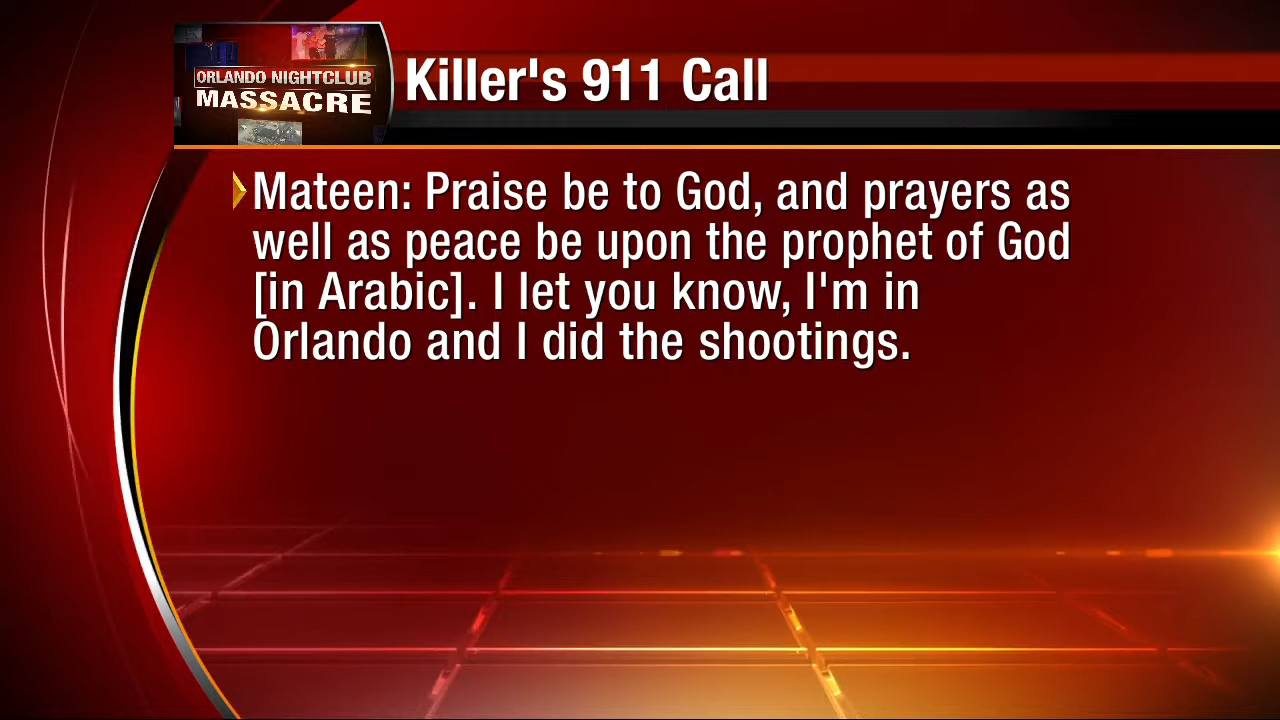 ORLANDO NIGHTCLUB
MASSACRE
Killer's 911 Call
Mateen: Praise be to God, and prayers as
well as peace be upon the prophet of God
[in Arabic]. I let you know, I'm in
Orlando and I did the shootings.